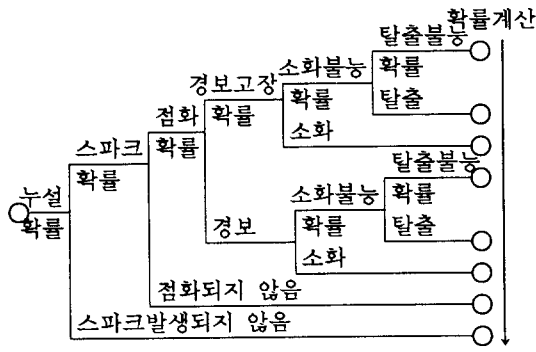 확률계산
탈출불능
확률
탈출
소화불능
확률
소화
경보고장
확률
점화
확률
스파크
확률
누설
확률
탈출불능
확률
탈출
소화불능
확률
소화
경보
점화되지 않음
스파크발생되지 않음